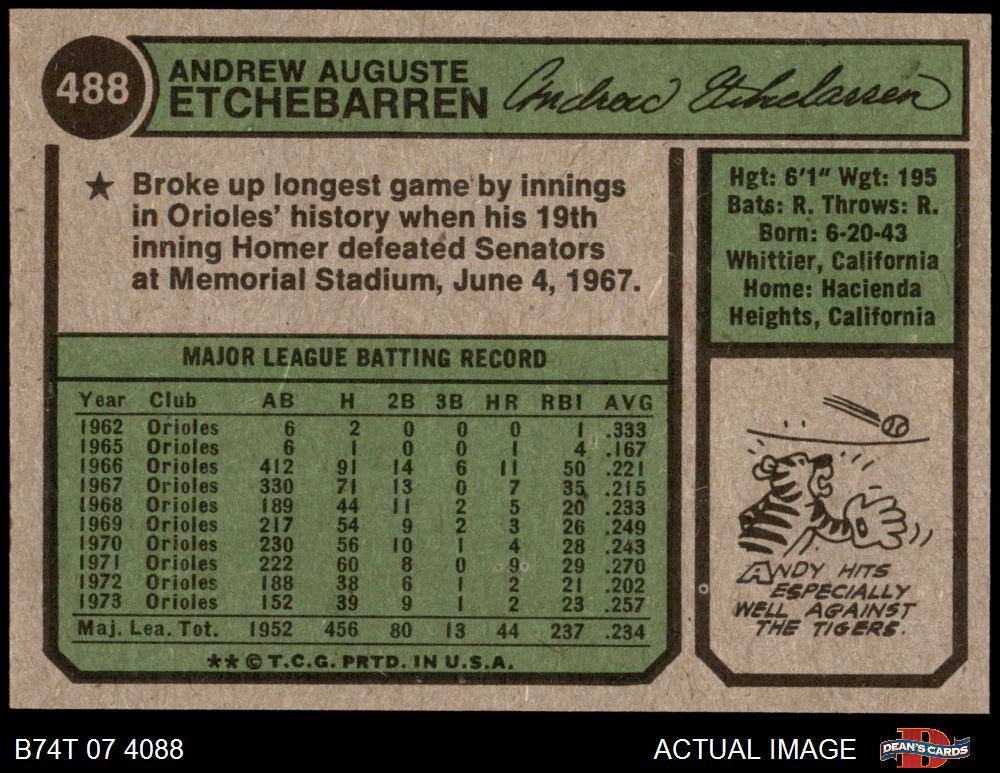 488
ANDREW AUGUSTE
ETCHEBARREN
Andrew Etchebarren
★ Broke up longest game by innings
in Orioles' history when his 19th
inning Homer defeated Senators
at Memorial Stadium, June 4, 1967.
Hgt: 6'1" Wgt: 195
Bats: R. Throws: R.
Born: 6-20-43
Whittier, California
Home: Hacienda
Heights, California
MAJOR LEAGUE BATTING RECORD
Year Club AB H 2B 3B HR RBI AVG
1962 Orioles 6 2 0 0 0 1 .333
1965 Orioles 6 1 0 0 1 4 .167
1966 Orioles 412 91 14 6 11 50 .221
1967 Orioles 330 71 13 0 7 35 .215
1968 Orioles 189 44 11 2 5 20 .233
1969 Orioles 217 54 9 2 3 26 .249
1970 Orioles 230 56 10 1 4 28 .243
1971 Orioles 222 60 8 0 9 29 .270
1972 Orioles 188 38 6 1 2 21 .202
1973 Orioles 152 39 9 1 2 23 .257
Maj. Lea. Tot. 1952 456 80 13 44 237 .234
** © T.C.G. PRTD. IN U.S.A.
ANDY HITS
ESPECIALLY
WELL AGAINST
THE TIGERS.
B74T 07 4088
ACTUAL IMAGE
DEAN'S CARDS